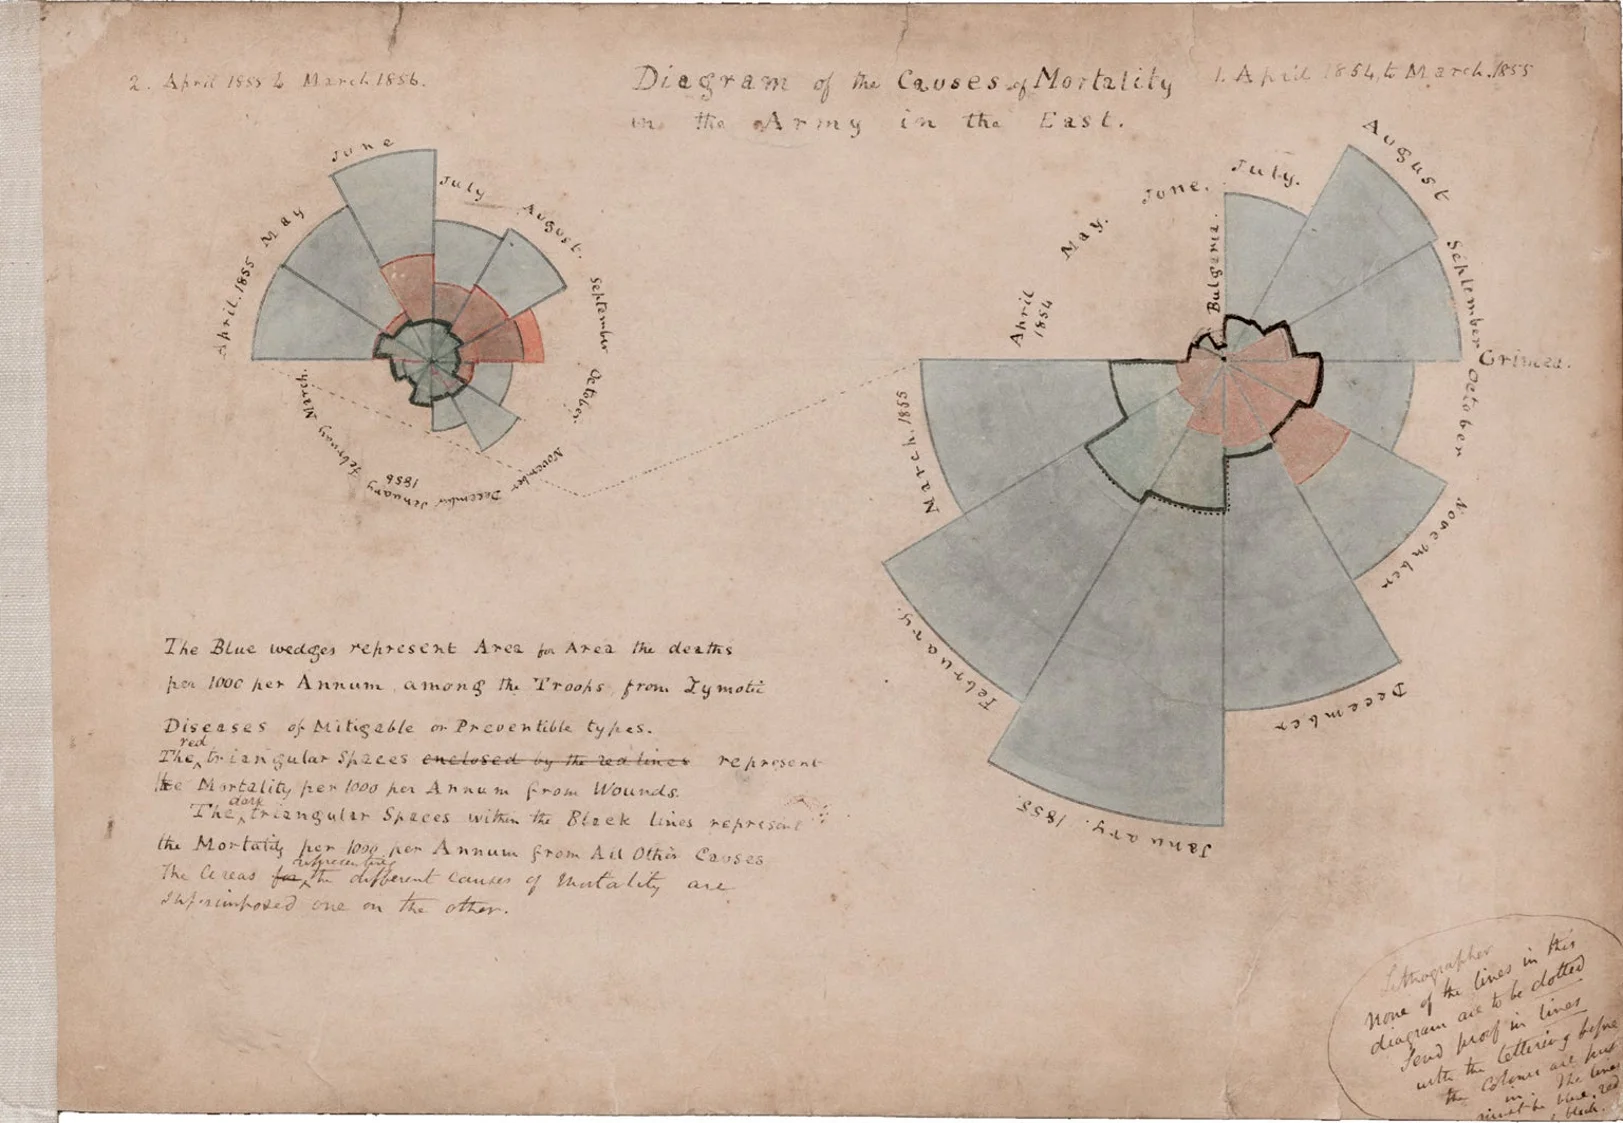 2. April 1855 to March 1856.
Diagram of the Causes of Mortality
in the Army in the East.
1. April 1854 to March 1855
June
July
August.
May
September
April. 1855
October.
March.
November
February
1856
January
December
August
July.
June.
May.
Bulgaria.
September
April
1854
Crimea.
October
March. 1855
November
February.
December
January. 1855.
The Blue wedges represent Area for Area the deaths
per 1000 per Annum, among the Troops, from Zymotic
Diseases of Mitigable or Preventible types.
red
The triangular Spaces enclosed by the red lines represent
the Mortality per 1000 per Annum from Wounds.
dark
The triangular Spaces within the Black lines represent
the Mortality per 1000 per Annum from All Other Causes
representing
The Areas for the different causes of Mortality are
superimposed one on the other.
Lithographer
None of the lines in this
diagram are to be dotted
Send proof in lines
with the lettering before
the Colours are put
in. The lines
must be blue, red
& black.